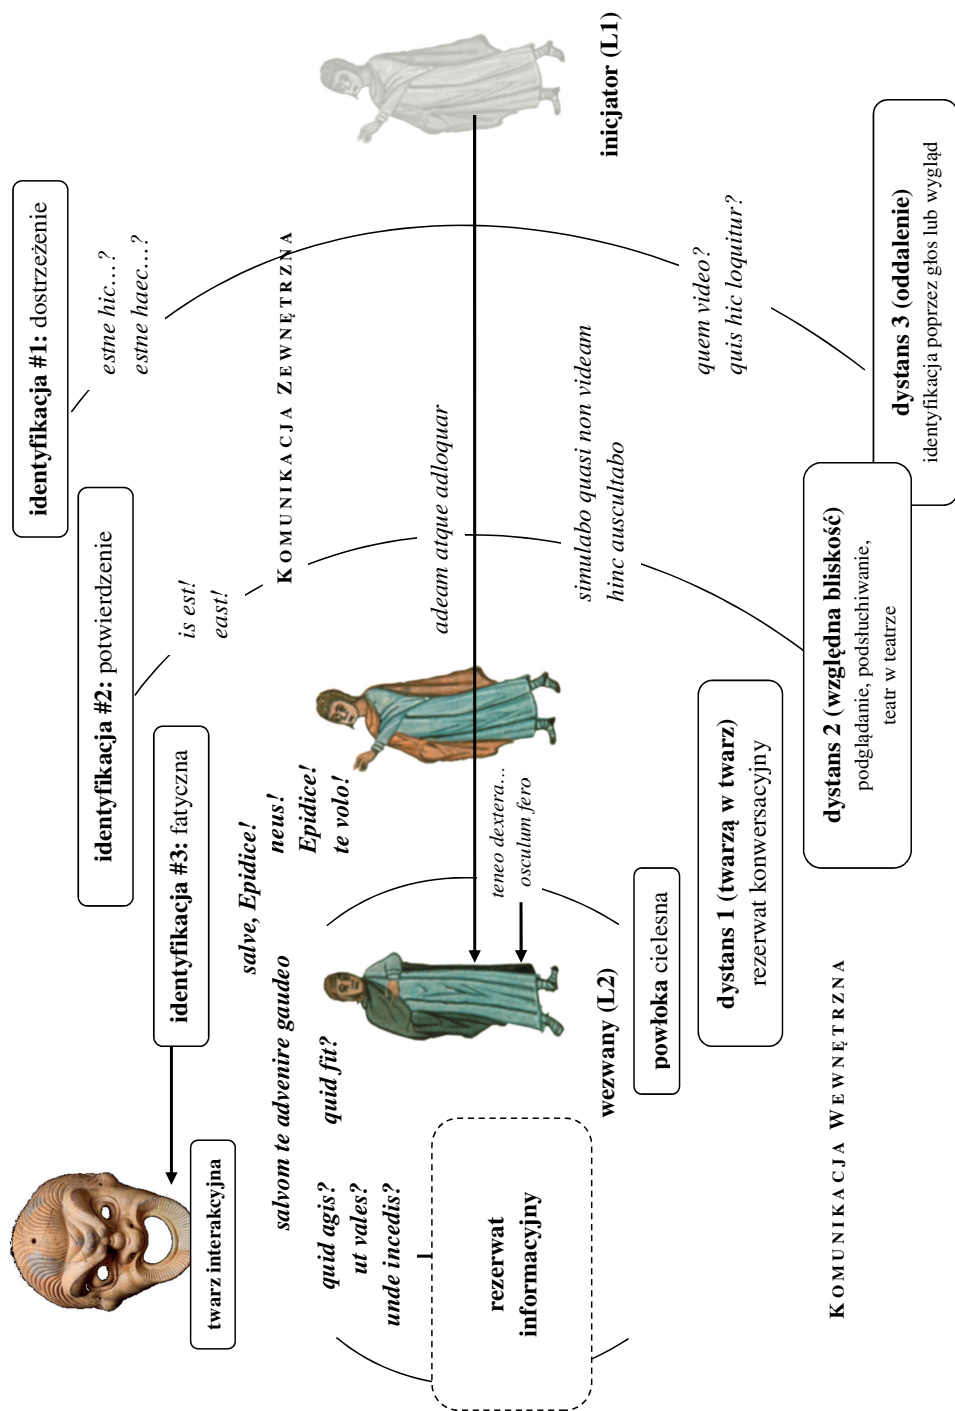 twarz interakcyjna
identyfikacja #3: fatyczna
identyfikacja #2: potwierdzenie
identyfikacja #1: dostrzeżenie
salvom te advenire gaudeo
quid fit?
quid agis?
ut vales?
unde incedis?
salve, Epidice!
neus!
Epidice!
te volo!
is est!
east!
estne hic...?
estne haec...?
KOMUNIKACJA ZEWNĘTRZNA
rezerwat
informacyjny
wezwany (L2)
teneo dextera...
osculum fero
adeam atque adloquar
simulabo quasi non videam
hinc auscultabo
quem video?
quis hic loquitur?
inicjator (L1)
powłoka cielesna
dystans 1 (twarzą w twarz)
rezerwat konwersacyjny
dystans 2 (względna bliskość)
podglądanie, podsłuchiwanie,
teatr w teatrze
dystans 3 (oddalenie)
identyfikacja poprzez głos lub wygląd
KOMUNIKACJA WEWNĘTRZNA